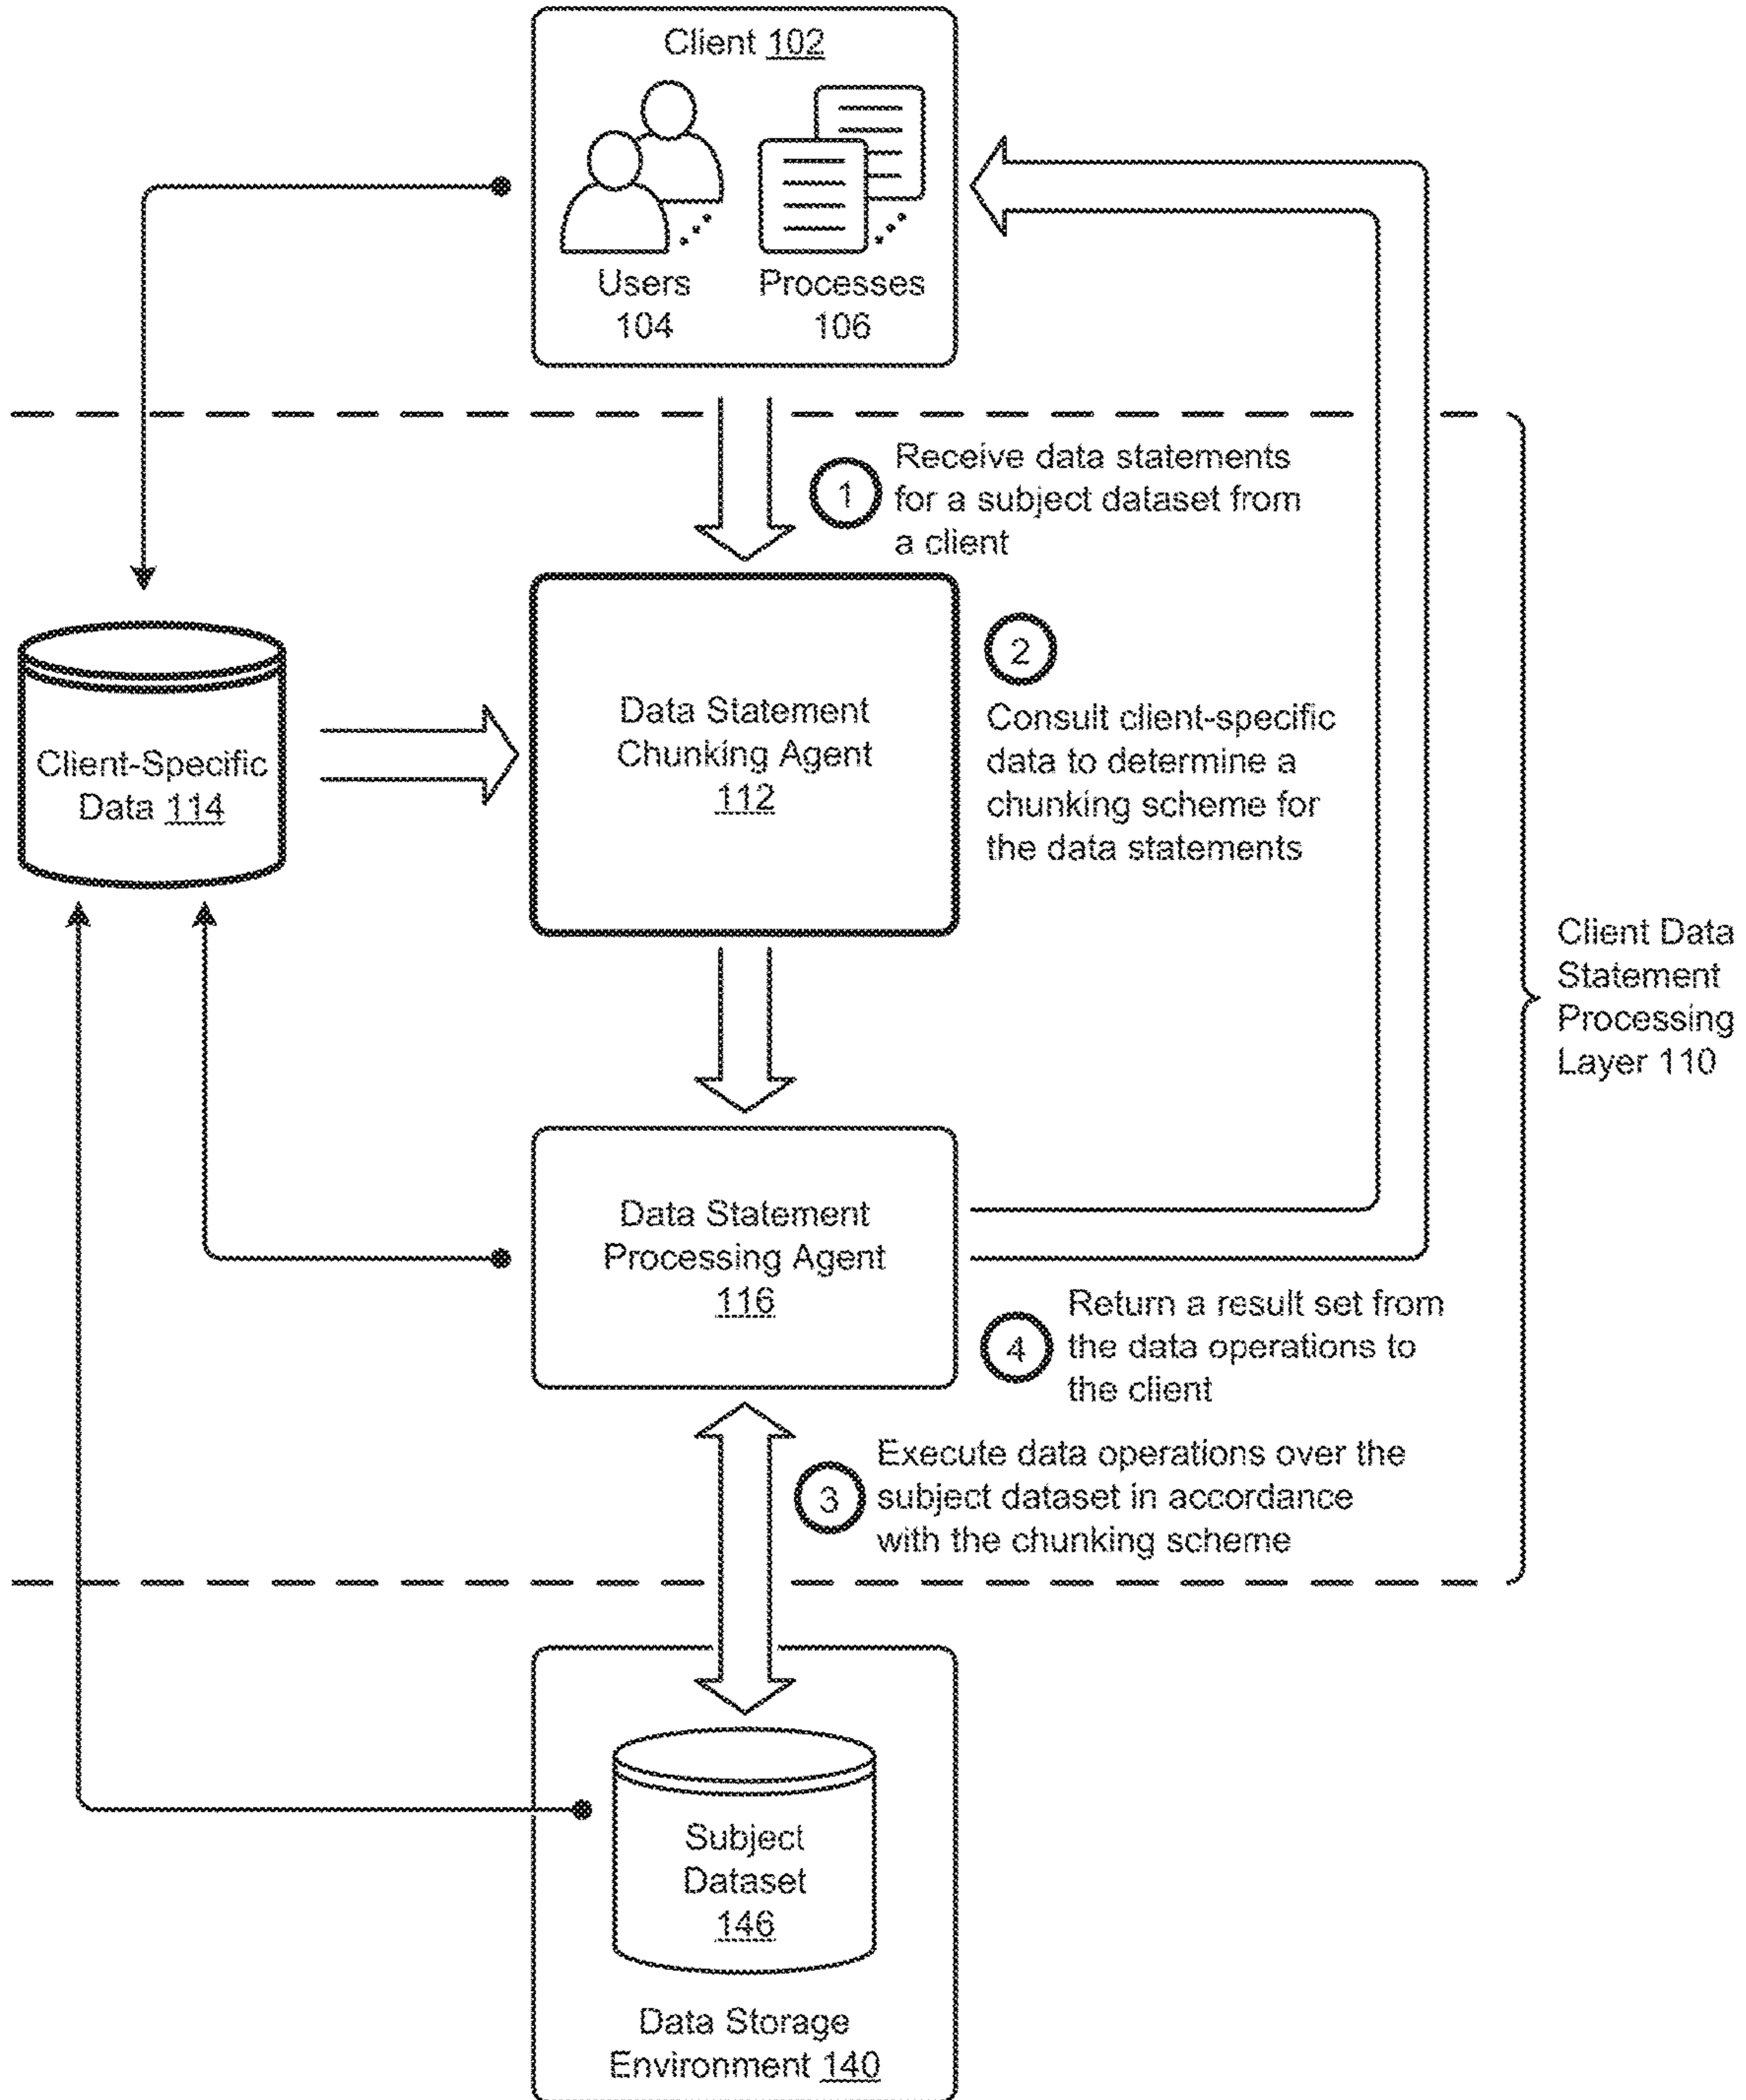 Client 102
Users
104
Processes
106
1
Receive data statements
for a subject dataset from
a client
2
Consult client-specific
data to determine a
chunking scheme for
the data statements
Data Statement
Chunking Agent
112
Client-Specific
Data 114
Client Data
Statement
Processing
Layer 110
Data Statement
Processing Agent
116
4
Return a result set from
the data operations to
the client
3
Execute data operations over the
subject dataset in accordance
with the chunking scheme
Subject
Dataset
146
Data Storage
Environment 140